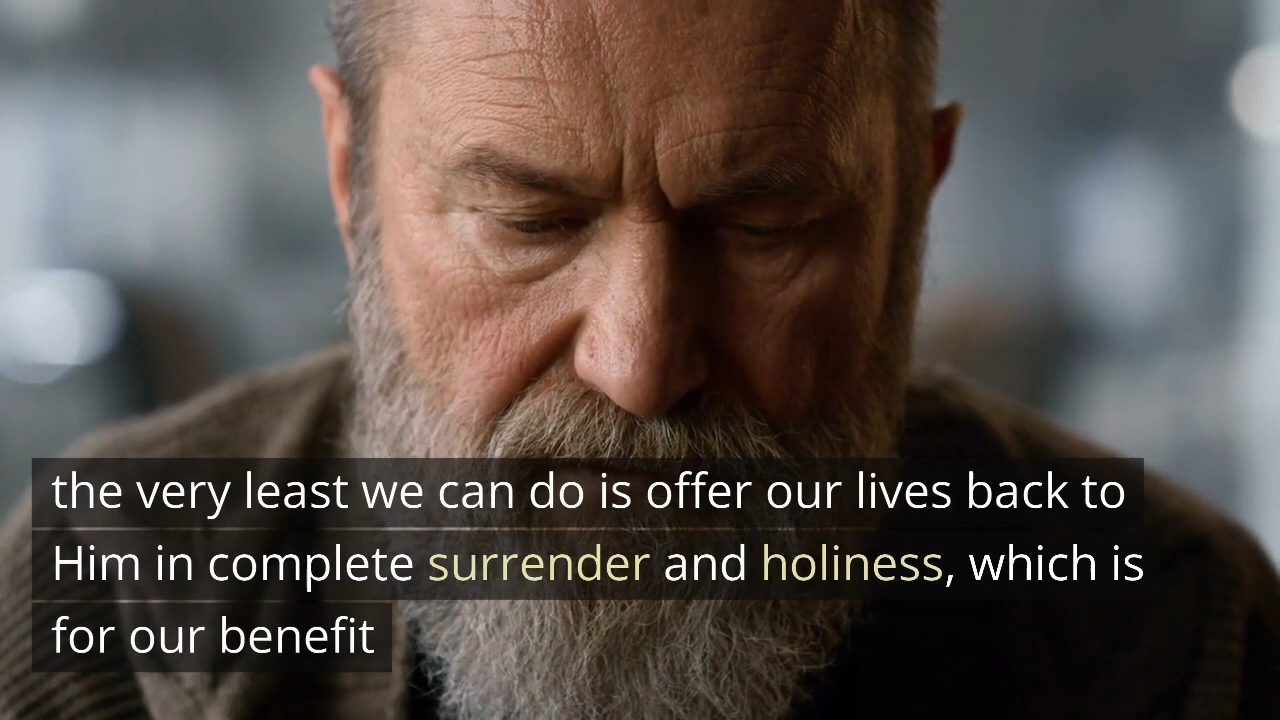 the very least we can do is offer our lives back to
Him in complete surrender and holiness, which is
for our benefit